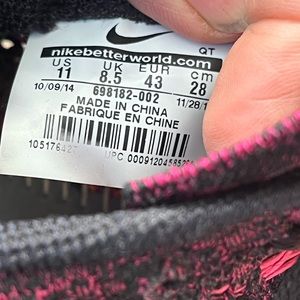 QT
nikebetterworld.com
US UK EUR cm
11 8.5 43 28
10/09/14 698182-002 11/28/1
MADE IN CHINA
FABRIQUE EN CHINE
UPC